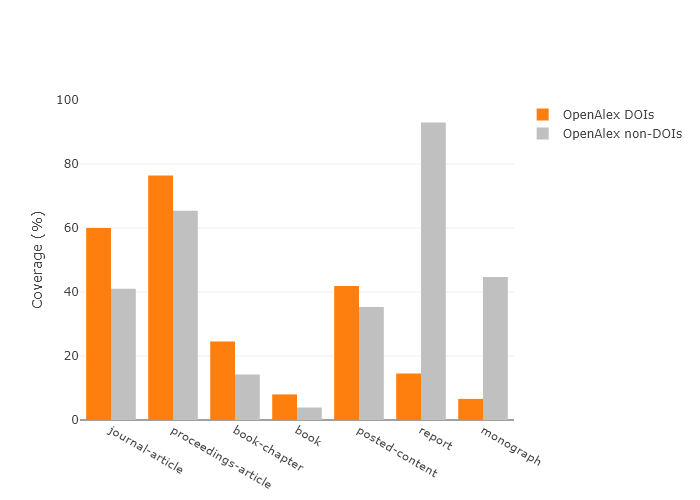 100
80
60
40
20
0
Coverage (%)
journal-article
proceedings-article
book-chapter
book
posted-content
report
monograph
OpenAlex DOIs
OpenAlex non-DOIs